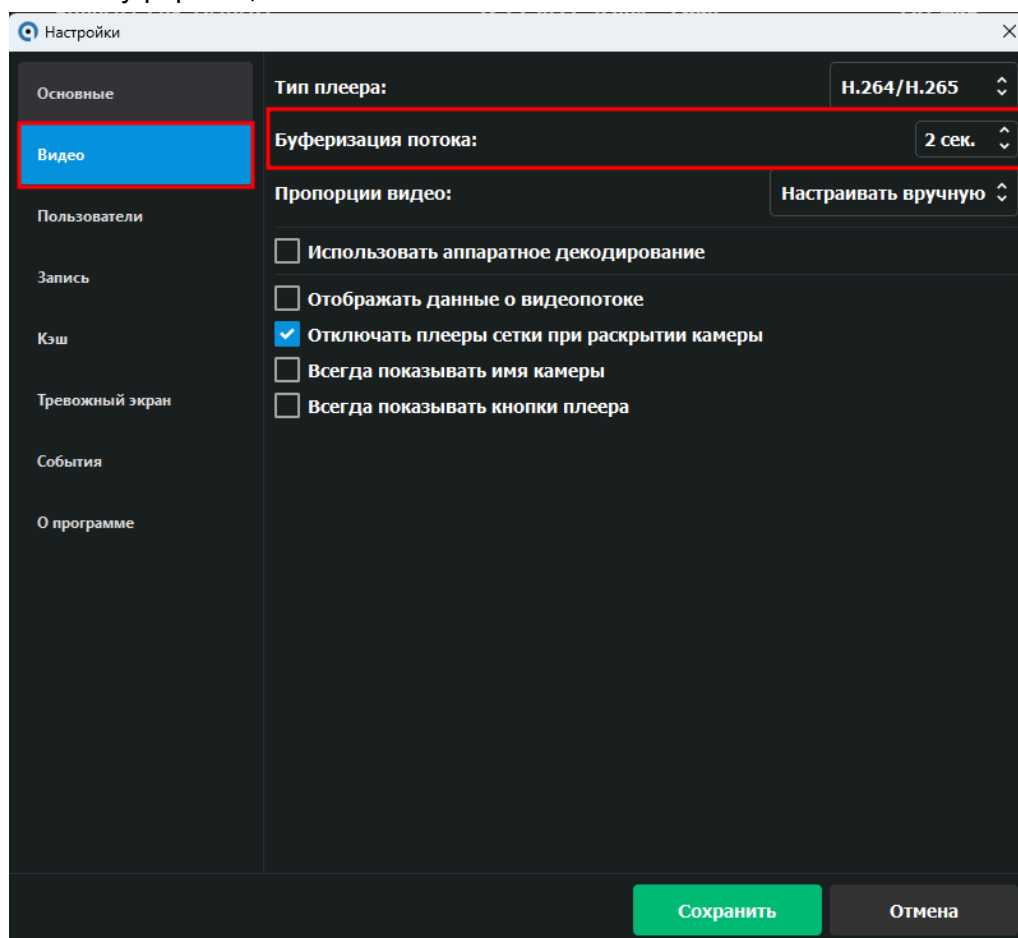 Настройки
Основные
Видео
Пользователи
Запись
Кэш
Тревожный экран
События
О программе
Тип плеера: H.264/H.265
Буферизация потока: 2 сек.
Пропорции видео: Настраивать вручную
Использовать аппаратное декодирование
Отображать данные о видеопотоке
Отключать плееры сетки при раскрытии камеры
Всегда показывать имя камеры
Всегда показывать кнопки плеера
Сохранить Отмена